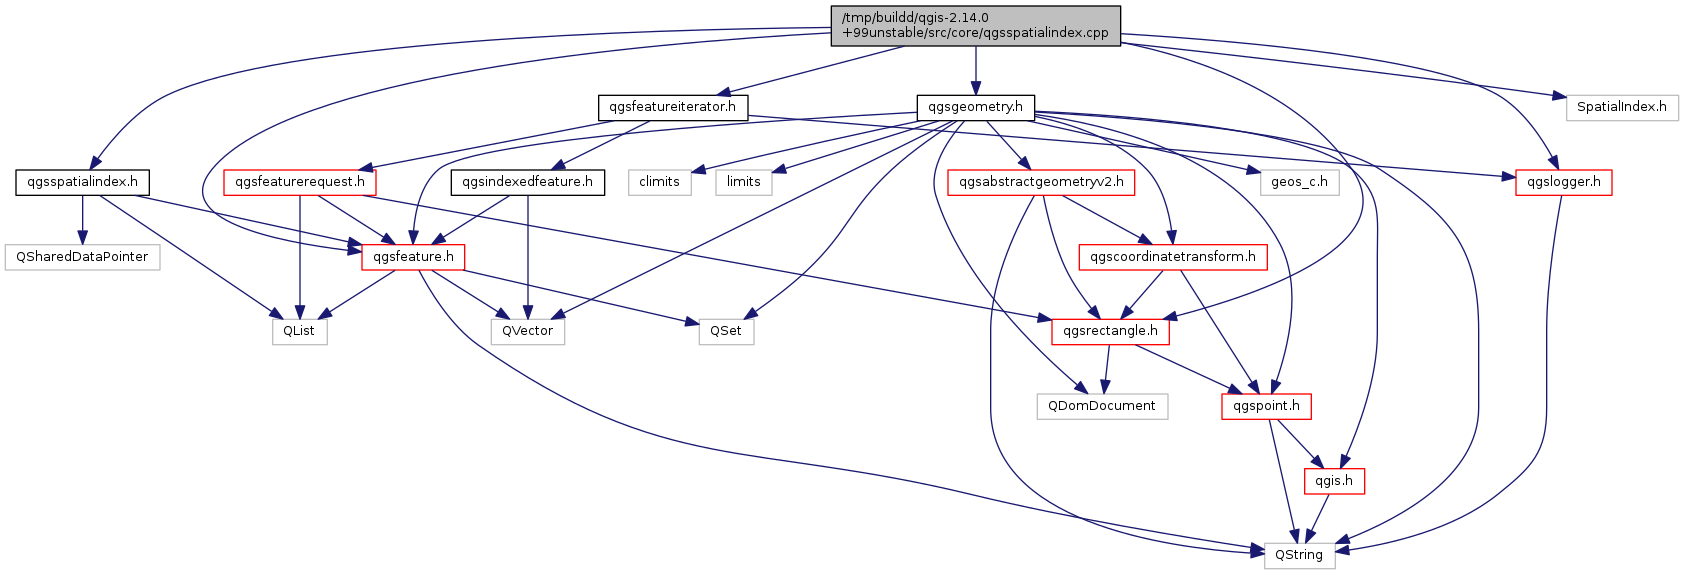 /tmp/buildd/qgis-2.14.0
+99unstable/src/core/qgsspatialindex.cpp
qgsfeatureiterator.h
qgsgeometry.h
SpatialIndex.h
qgsspatialindex.h
qgsfeaturerequest.h
qgsindexedfeature.h
climits
limits
qgsabstractgeometryv2.h
geos_c.h
qgslogger.h
QSharedDataPointer
qgsfeature.h
qgscoordinatetransform.h
QList
QVector
QSet
qgsrectangle.h
QDomDocument
qgspoint.h
qgis.h
QString